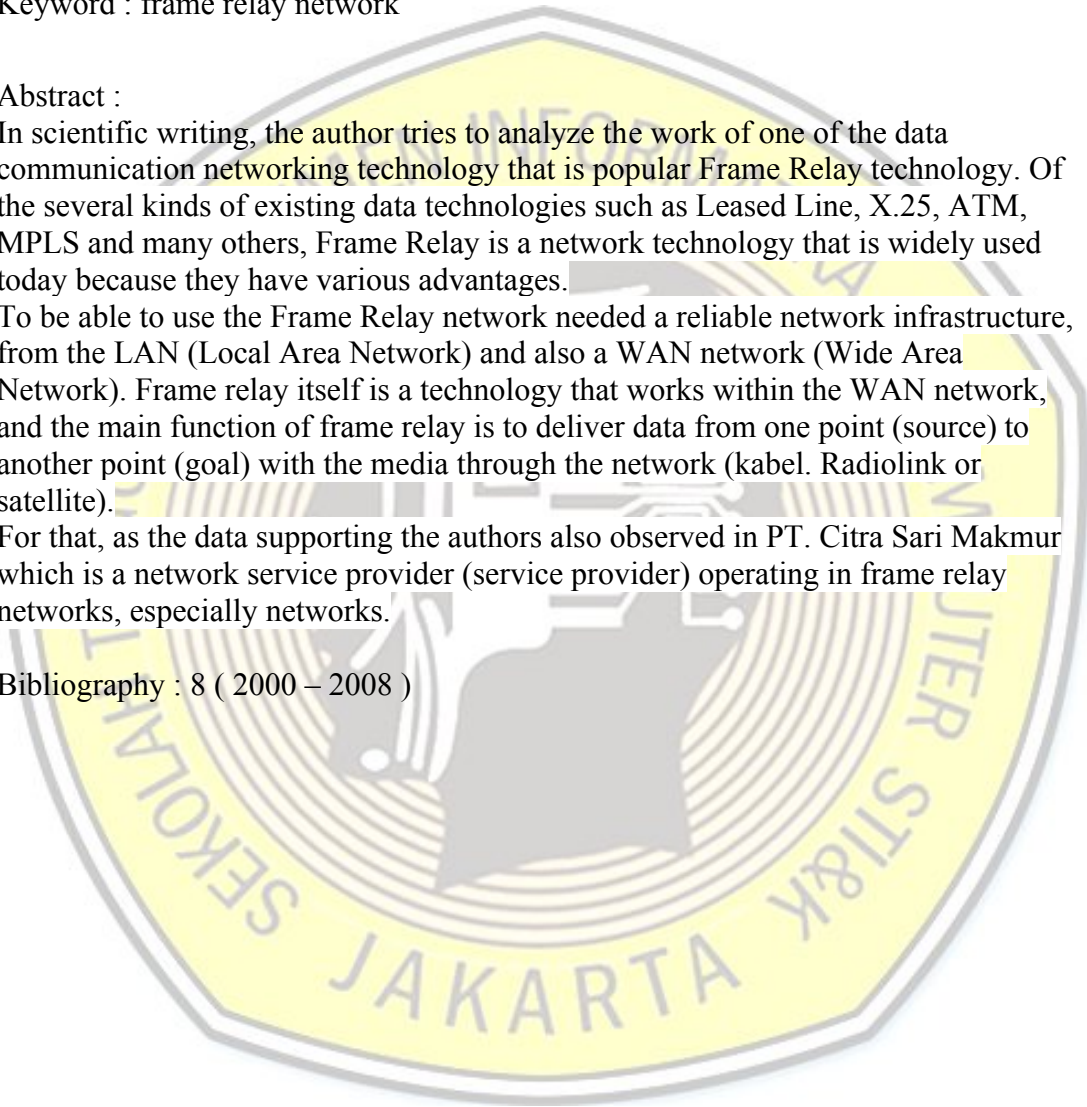 Keyword : frame relay network
Abstract :
In scientific writing, the author tries to analyze the work of one of the data
communication networking technology that is popular Frame Relay technology. Of
the several kinds of existing data technologies such as Leased Line, X.25, ATM,
MPLS and many others, Frame Relay is a network technology that is widely used
today because they have various advantages.
To be able to use the Frame Relay network needed a reliable network infrastructure,
from the LAN (Local Area Network) and also a WAN network (Wide Area
Network). Frame relay itself is a technology that works within the WAN network,
and the main function of frame relay is to deliver data from one point (source) to
another point (goal) with the media through the network (kabel. Radiolink or
satellite).
For that, as the data supporting the authors also observed in PT. Citra Sari Makmur
which is a network service provider (service provider) operating in frame relay
networks, especially networks.
Bibliography : 8 ( 2000 – 2008 )
SEKOLAH
JAKARTA
STI&K